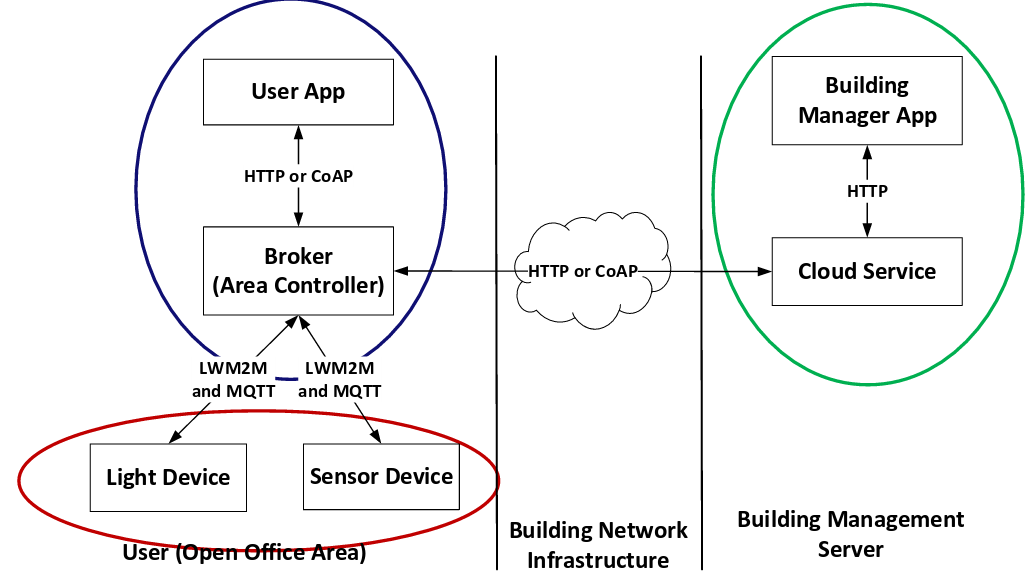 User App
HTTP or CoAP
Broker
(Area Controller)
LWM2M
and MQTT
LWM2M
and MQTT
Light Device
Sensor Device
User (Open Office Area)
HTTP or CoAP
Building Network
Infrastructure
Building
Manager App
HTTP
Cloud Service
Building Management
Server